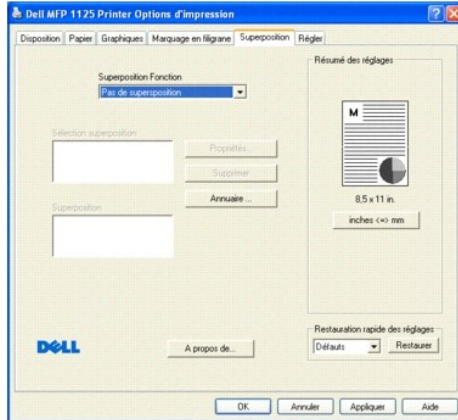 Dell MFP 1125 Printer Options d'impression
Disposition Papier Graphiques Marquage en filigrane Superposition Régler
Superposition Fonction
Pas de supersposition
Sélection superposition
Propriétés...
Supprimer
Annuaire ...
Superposition
Résumé des réglages
M
8,5 x 11 in.
inches <=> mm
Restauration rapide des réglages
Défauts
Restaurer
DELL
A propos de...
OK Annuler Appliquer Aide